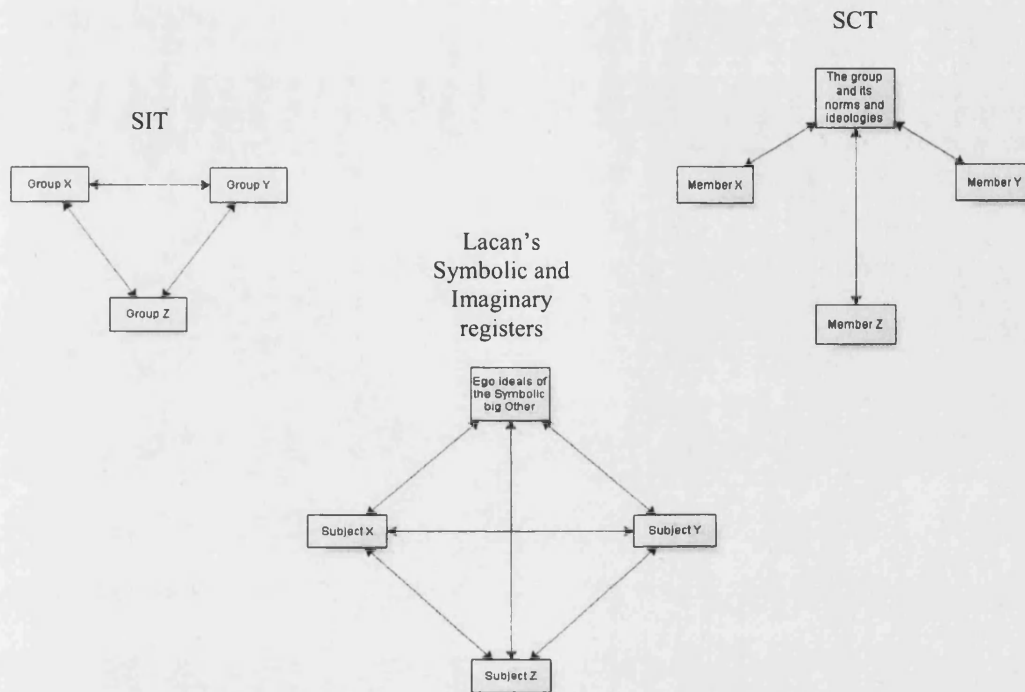 SIT
Group X
Group Y
Group Z
SCT
The group
and its
norms and
ideologies
Member X
Member Y
Member Z
Lacan's
Symbolic and
Imaginary
registers
Ego ideals of
the Symbolic
big Other
Subject X
Subject Y
Subject Z